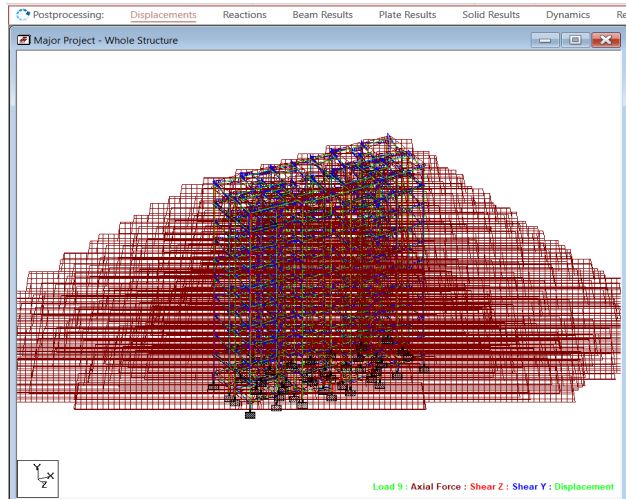 Postprocessing: Displacements Reactions Beam Results Plate Results Solid Results Dynamics Re
Major Project - Whole Structure
Y
X
Z
Load 9 : Axial Force : Shear Z : Shear Y : Displacement